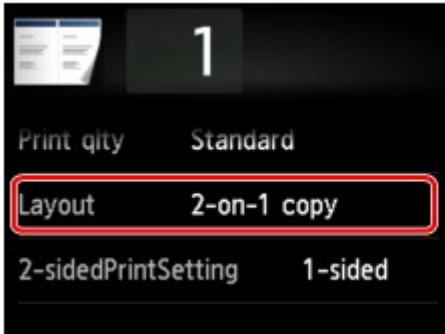 1
Print qlty Standard
Layout 2-on-1 copy
2-sidedPrintSetting 1-sided